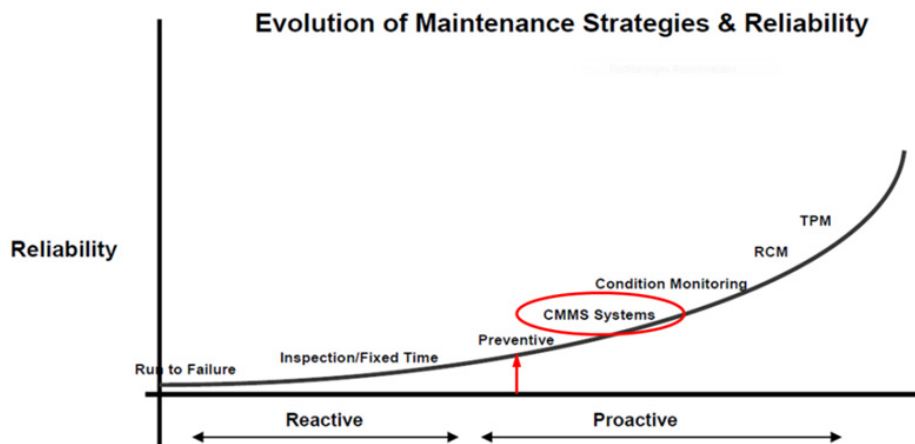 Evolution of Maintenance Strategies & Reliability
Reliability
TPM
RCM
Condition Monitoring
CMMS Systems
Preventive
Inspection/Fixed Time
Run to Failure
Reactive
Proactive